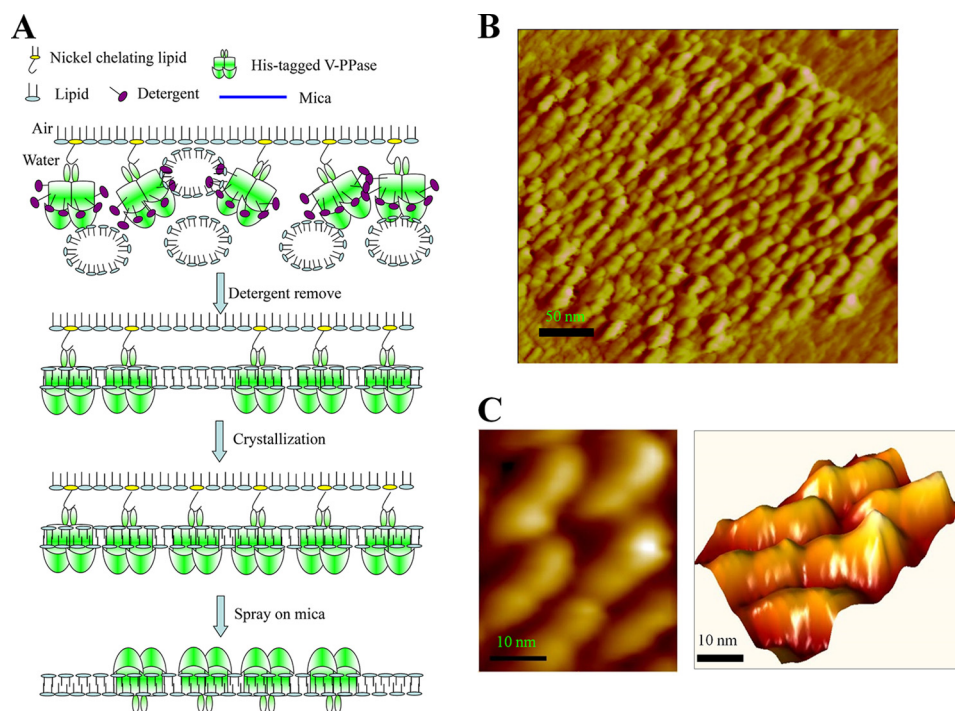 A
Nickel chelating lipid
His-tagged V-PPase
Lipid
Detergent
Mica
Air
Water
Detergent remove
Crystallization
Spray on mica
B
50 nm
C
10 nm
10 nm